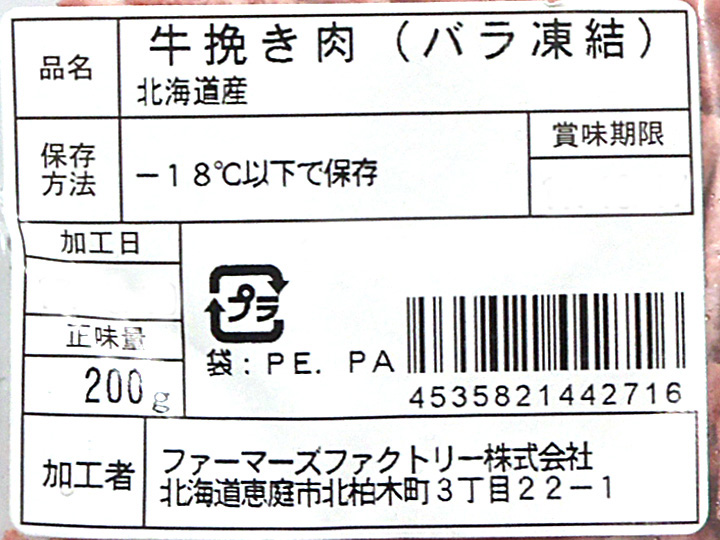 品名
牛挽き肉（バラ凍結）
北海道産
保存
方法
－１８℃以下で保存
賞味期限
加工日
正味量
200g
プラ
袋：ＰＥ．ＰＡ
4535821442716
加工者
ファーマーズファクトリー株式会社
北海道恵庭市北柏木町３丁目２２－１